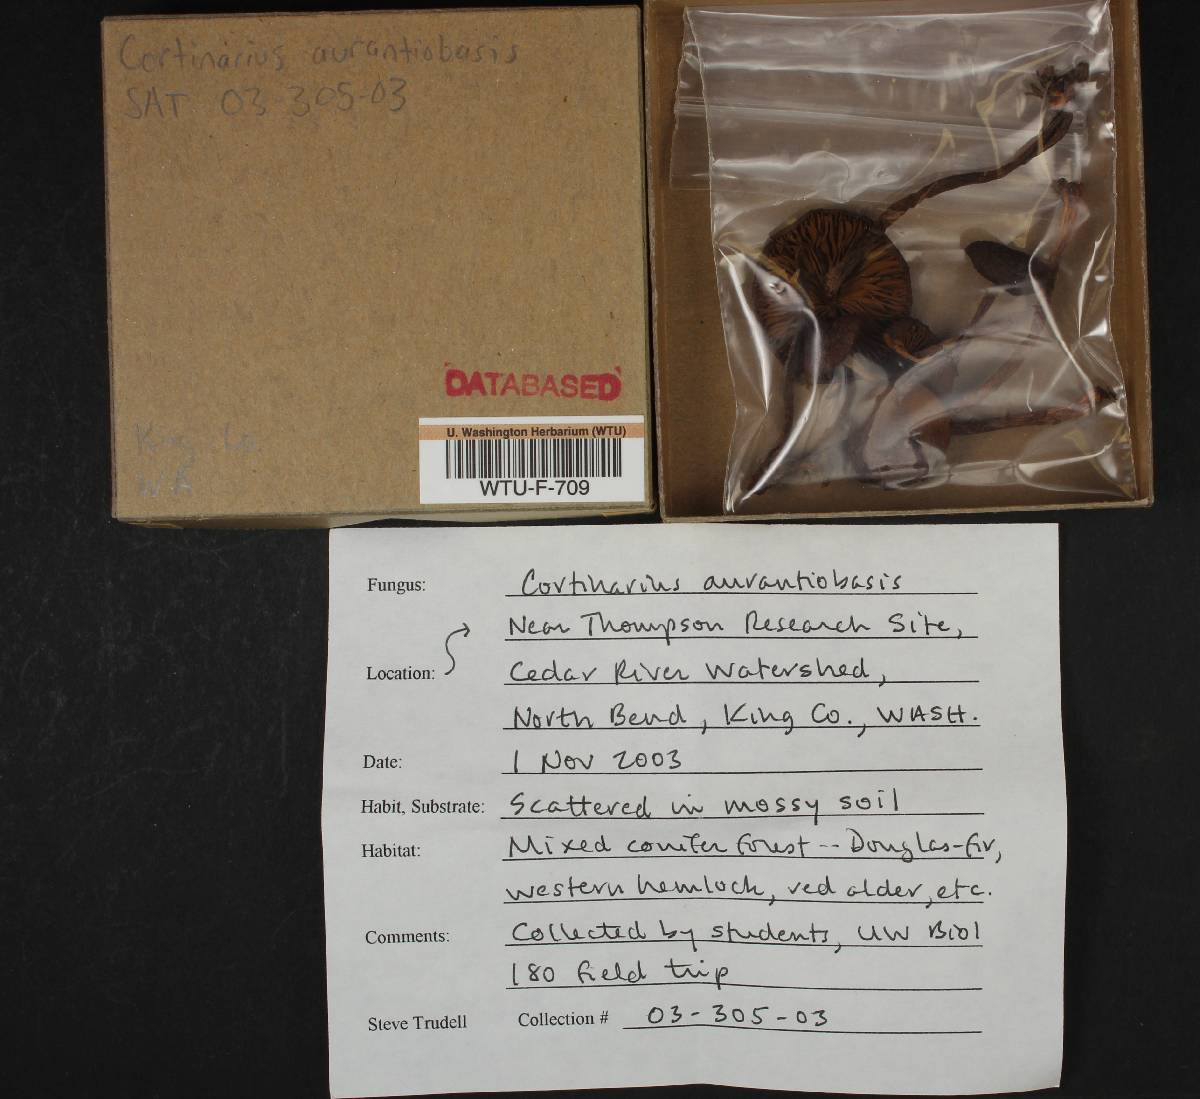 Cortinarius aurantiobasis
SAT 03-305-03
DATABASED
King Co.
WA
U. Washington Herbarium (WTU)
WTU-F-709
Fungus: Cortinarius aurantiobasis
Near Thompson Research Site,
Location: Cedar River Watershed,
North Bend, King Co., WASH.
Date: 1 Nov 2003
Habit, Substrate: Scattered in mossy soil
Habitat: Mixed conifer forest -- Douglas-fir,
western hemlock, red alder, etc.
Comments: Collected by students, UW Biol
180 field trip
Steve Trudell Collection # 03-305-03